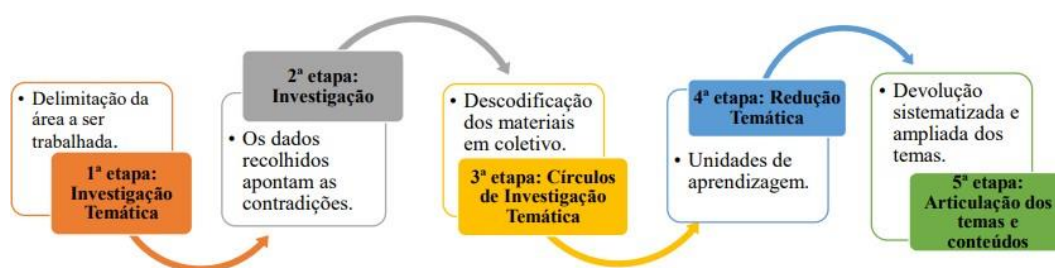 • Delimitação da
área a ser
trabalhada.
1ª etapa:
Investigação
Temática
2ª etapa:
Investigação
• Os dados
recolhidos
apontam as
contradições.
• Descodificação
dos materiais
em coletivo.
3ª etapa: Círculos
de Investigação
Temática
4ª etapa: Redução
Temática
• Unidades de
aprendizagem.
• Devolução
sistematizada e
ampliada dos
temas.
5ª etapa:
Articulação dos
temas e
conteúdos